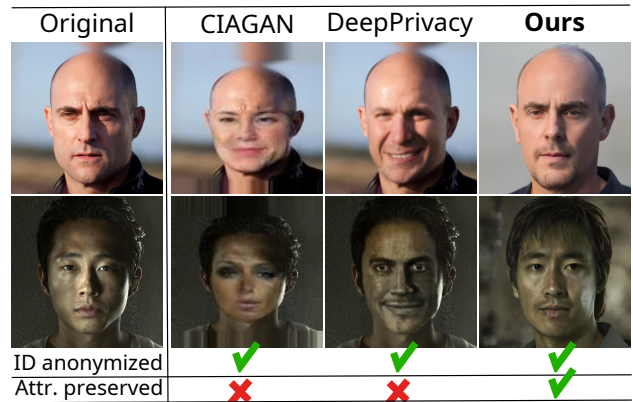 Original CIAGAN DeepPrivacy Ours
ID anonymized
Attr. preserved